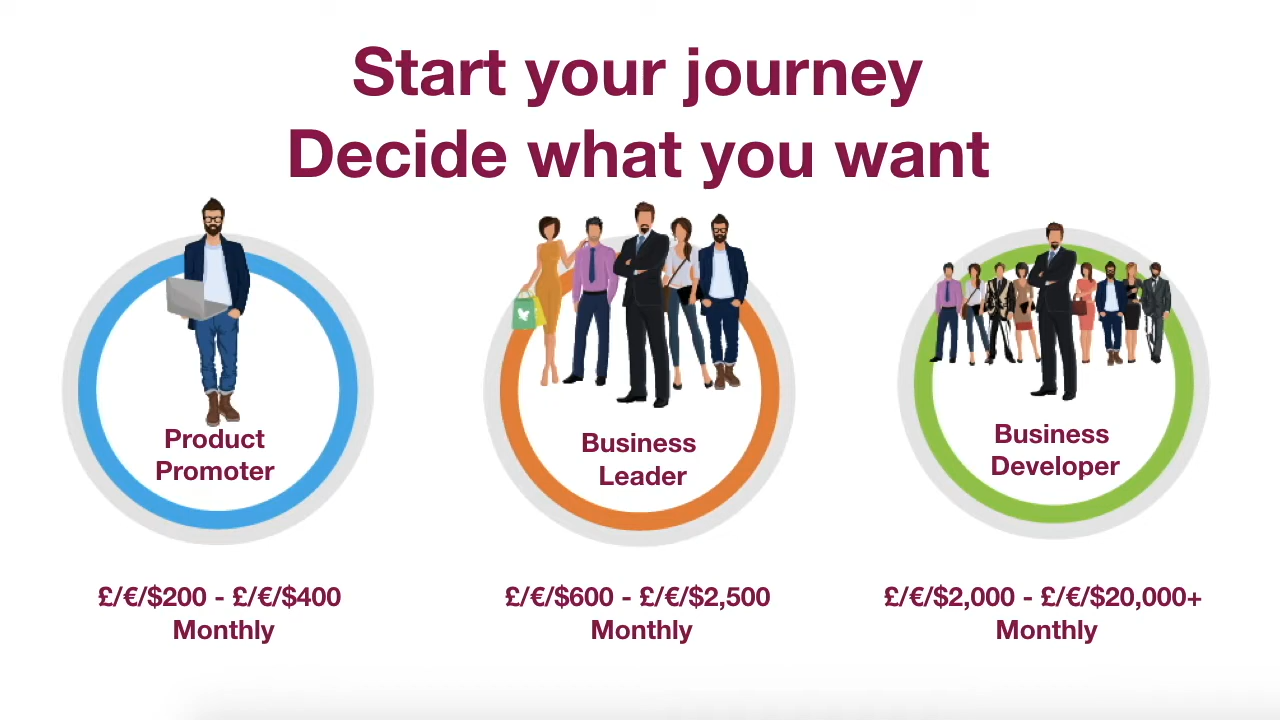 Start your journey
Decide what you want
Product
Promoter
Business
Leader
Business
Developer
£/€/$200 - £/€/$400
Monthly
£/€/$600 - £/€/$2,500
Monthly
£/€/$2,000 - £/€/$20,000+
Monthly